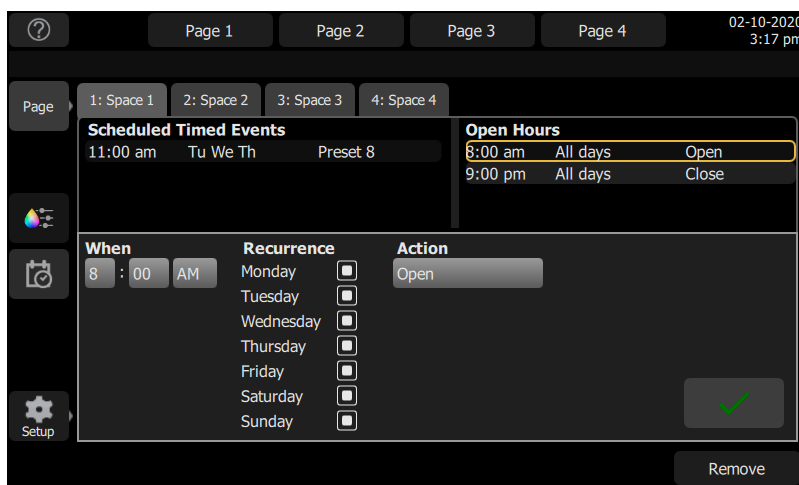 Page 1 Page 2 Page 3 Page 4 02-10-2020
3:17 pm
Page 1: Space 1 2: Space 2 3: Space 3 4: Space 4
Scheduled Timed Events
11:00 am Tu We Th Preset 8
Open Hours
8:00 am All days Open
9:00 pm All days Close
When Recurrence Action
8 : 00 AM Monday Open
Tuesday
Wednesday
Thursday
Friday
Saturday
Sunday
Setup
Remove